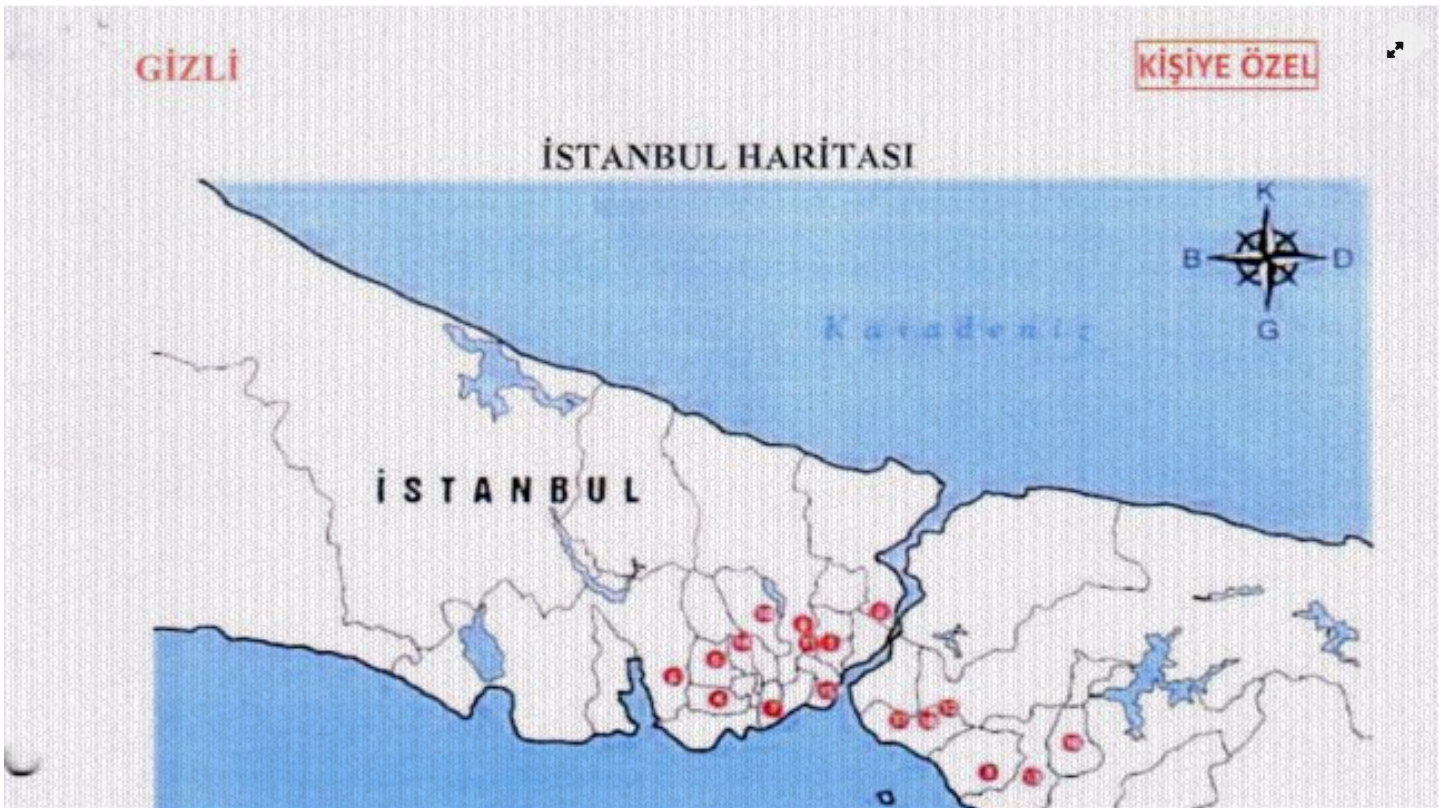 GİZLİ
KİŞİYE ÖZEL
İSTANBUL HARİTASI
K
B D
G
Karadeniz
İSTANBUL